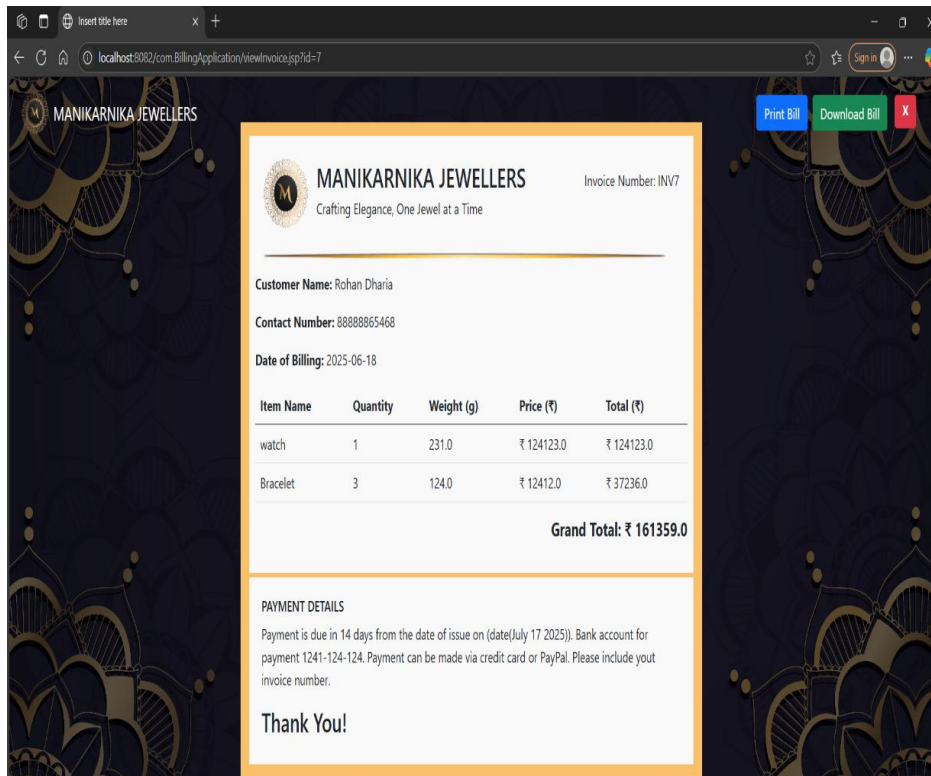 Insert title here
localhost:8082/com.BillingApplication/viewInvoice.jsp?id=7
Sign in
M MANIKARNIKA JEWELLERS
Print Bill Download Bill X
M
MANIKARNIKA JEWELLERS
Invoice Number: INV7
Crafting Elegance, One Jewel at a Time
Customer Name: Rohan Dharia
Contact Number: 88888865468
Date of Billing: 2025-06-18
Item Name Quantity Weight (g) Price (₹) Total (₹)
watch 1 231.0 ₹ 124123.0 ₹ 124123.0
Bracelet 3 124.0 ₹ 12412.0 ₹ 37236.0
Grand Total: ₹ 161359.0
PAYMENT DETAILS
Payment is due in 14 days from the date of issue on (date(July 17 2025)). Bank account for
payment 1241-124-124. Payment can be made via credit card or PayPal. Please include yout
invoice number.
Thank You!